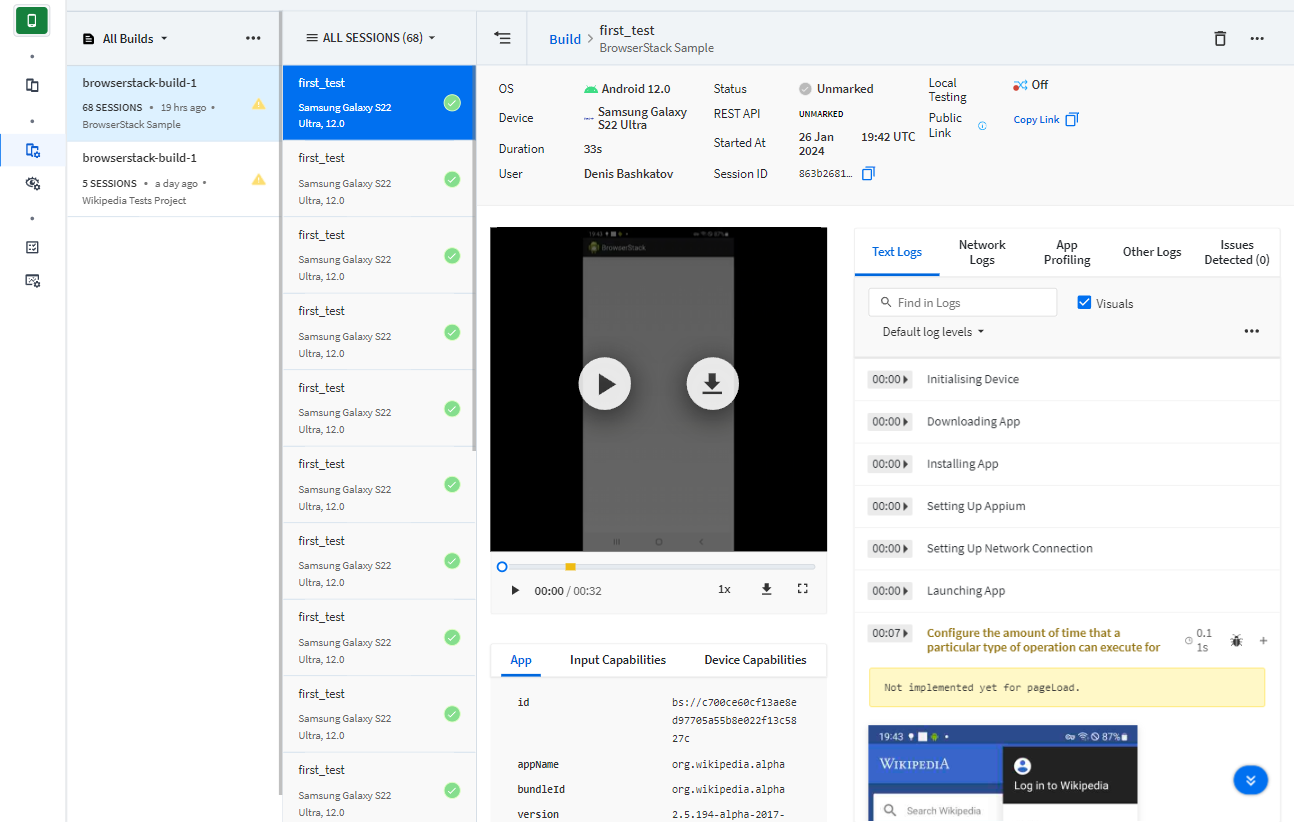 All Builds
browserstack-build-1
68 SESSIONS • 19 hrs ago •
BrowserStack Sample
browserstack-build-1
5 SESSIONS • a day ago •
Wikipedia Tests Project
ALL SESSIONS (68)
first_test
Samsung Galaxy S22
Ultra, 12.0
first_test
Samsung Galaxy S22
Ultra, 12.0
first_test
Samsung Galaxy S22
Ultra, 12.0
first_test
Samsung Galaxy S22
Ultra, 12.0
first_test
Samsung Galaxy S22
Ultra, 12.0
first_test
Samsung Galaxy S22
Ultra, 12.0
first_test
Samsung Galaxy S22
Ultra, 12.0
first_test
Samsung Galaxy S22
Ultra, 12.0
first_test
Samsung Galaxy S22
Ultra, 12.0
first_test
Samsung Galaxy S22
Ultra, 12.0
Build > first_test
BrowserStack Sample
OS Android 12.0
Device Samsung Galaxy
S22 Ultra
Duration 33s
User Denis Bashkatov
Status Unmarked
REST API UNMARKED
Started At 26 Jan
2024 19:42 UTC
Session ID 863b2681...
Local
Testing Off
Public
Link Copy Link
19:43 87%
BrowserStack
00:00 / 00:32 1x
App Input Capabilities Device Capabilities
id bs://c700ce60cf13ae8e
d97705a55b8e022f13c58
27c
appName org.wikipedia.alpha
bundleId org.wikipedia.alpha
version 2.5.194-alpha-2017-
Text Logs
Network
Logs
App
Profiling
Other Logs
Issues
Detected (0)
Find in Logs Visuals
Default log levels
00:00 Initialising Device
00:00 Downloading App
00:00 Installing App
00:00 Setting Up Appium
00:00 Setting Up Network Connection
00:00 Launching App
00:07 Configure the amount of time that a
particular type of operation can execute for
0.1
1s
Not implemented yet for pageLoad.
19:43 87%
WIKIPEDIA
Log in to Wikipedia
Search Wikipedia